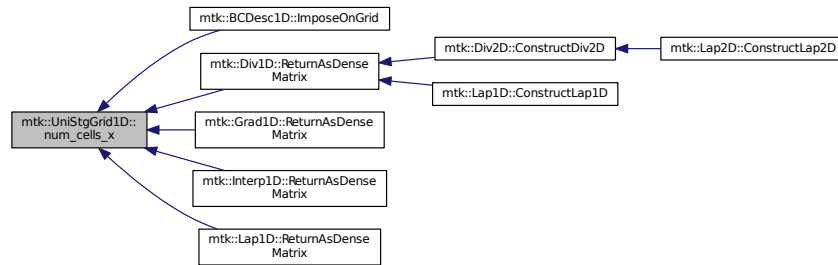 mtk::BCDesc1D::ImposeOnGrid
mtk::Div1D::ReturnAsDense
Matrix
mtk::Div2D::ConstructDiv2D
mtk::Lap2D::ConstructLap2D
mtk::Lap1D::ConstructLap1D
mtk::UniStgGrid1D::
num_cells_x
mtk::Grad1D::ReturnAsDense
Matrix
mtk::Interp1D::ReturnAsDense
Matrix
mtk::Lap1D::ReturnAsDense
Matrix